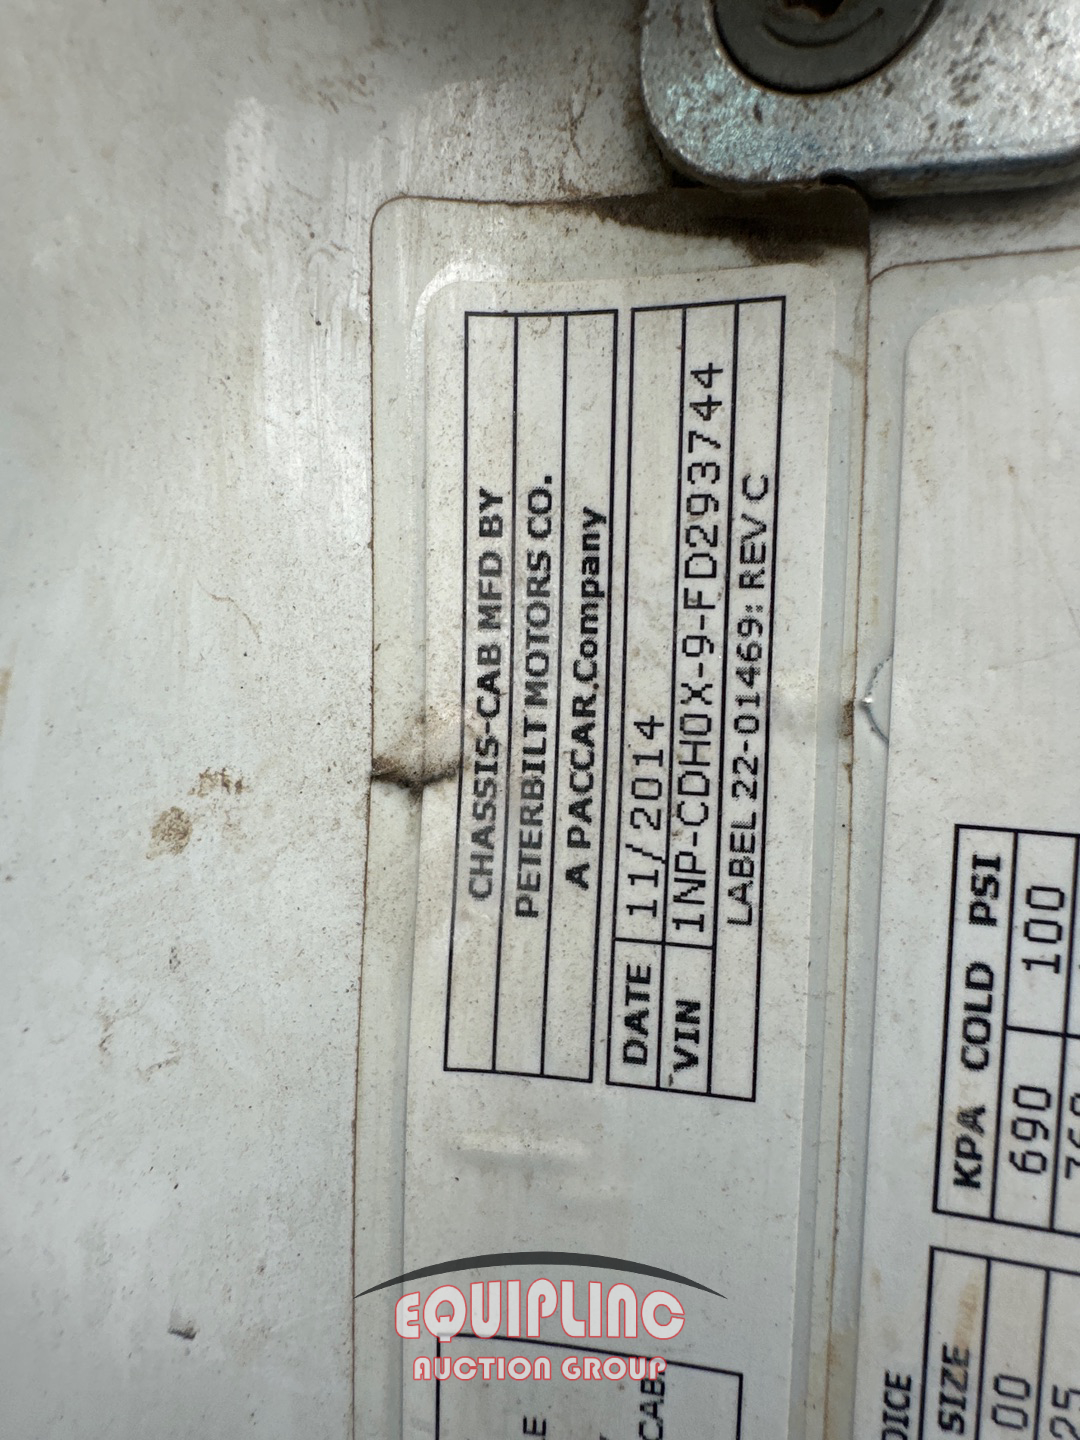 CHASSIS-CAB MFD BY
PETERBILT MOTORS CO.
A PACCAR Company
DATE 11/2014
VIN 1NP-CDH0X-9-FD293744
LABEL 22-01469: REV C
KPA COLD PSI
690 100
SIZE
EQUIPLINC
AUCTION GROUP